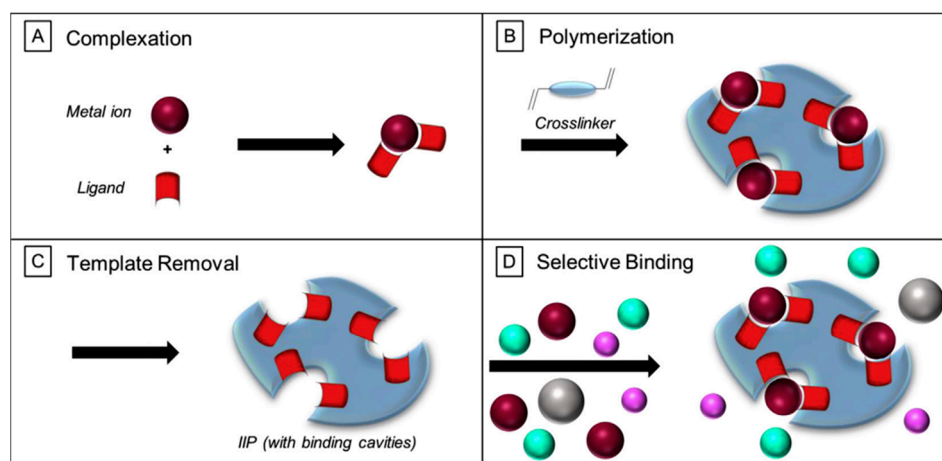 A Complexation
Metal ion
+
Ligand
B Polymerization
Crosslinker
C Template Removal
IIP (with binding cavities)
D Selective Binding